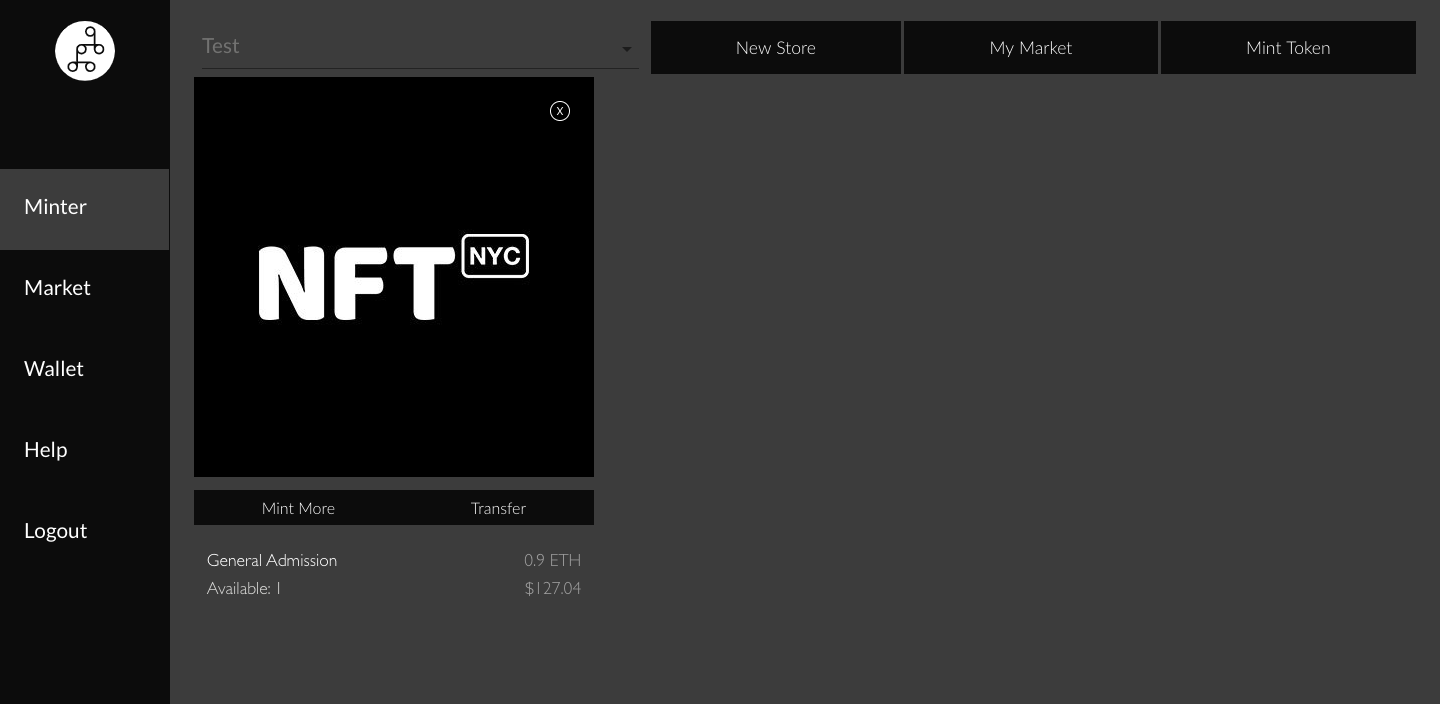 Test
New Store
My Market
Mint Token
Minter
Market
Wallet
Help
Logout
X
NFT NYC
Mint More
Transfer
General Admission
0.9 ETH
Available: 1
$127.04